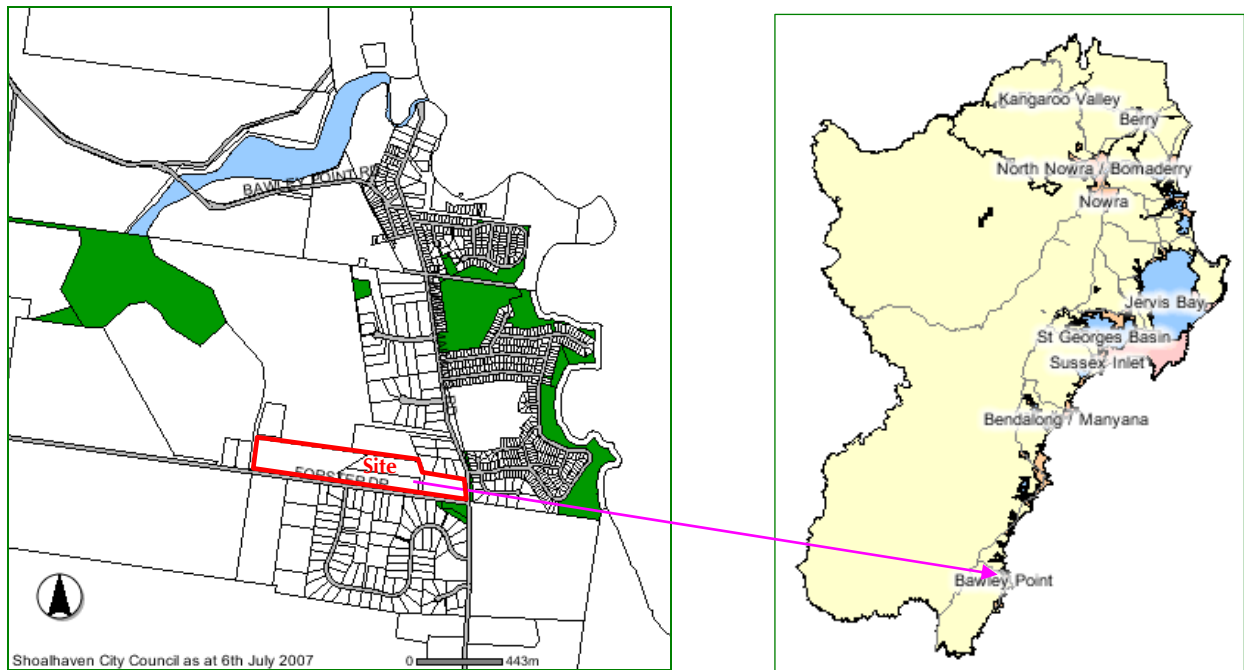 BAWLEY POINT RD
Site
FORSTER DR
Shoalhaven City Council as at 6th July 2007
0
443m
Kangaroo Valley
Berry
North Nowra / Bomaderry
Nowra
Jervis Bay
St Georges Basin
Sussex Inlet
Bendalong / Manyana
Bawley Point